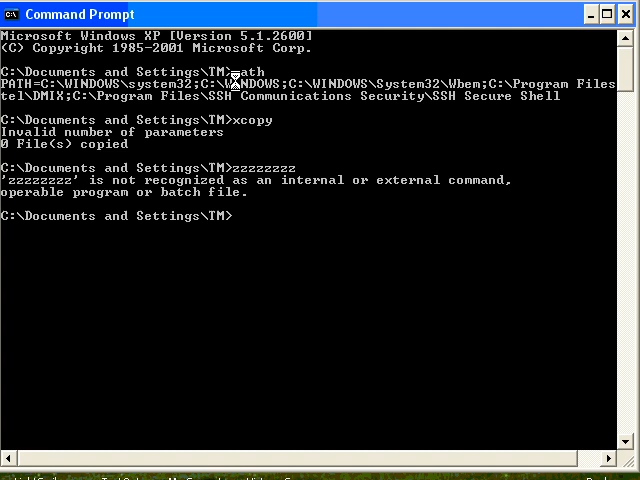 Command Prompt
Microsoft Windows XP [Version 5.1.2600]
(C) Copyright 1985-2001 Microsoft Corp.
C:\Documents and Settings\TM>path
PATH=C:\WINDOWS\system32;C:\WINDOWS;C:\WINDOWS\System32\Wbem;C:\Program Files
tel\DMIX;C:\Program Files\SSH Communications Security\SSH Secure Shell
C:\Documents and Settings\TM>xcopy
Invalid number of parameters
0 File(s) copied
C:\Documents and Settings\TM>zzzzzzzz
'zzzzzzzz' is not recognized as an internal or external command,
operable program or batch file.
C:\Documents and Settings\TM>